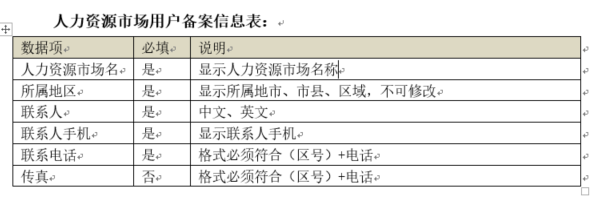 人力资源市场用户备案信息表：
数据项 必填 说明
人力资源市场名 是 显示人力资源市场名称
所属地区 是 显示所属地市、市县、区域，不可修改
联系人 是 中文、英文
联系人手机 是 显示联系人手机
联系电话 是 格式必须符合（区号）+电话
传真 否 格式必须符合（区号）+电话